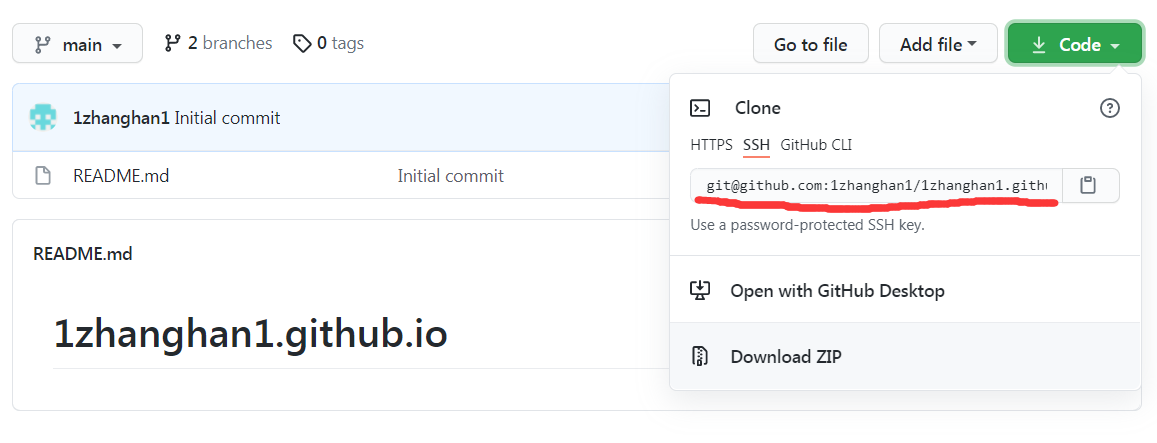 main 2 branches 0 tags Go to file Add file Code
1zhanghan1 Initial commit
README.md Initial commit
README.md
1zhanghan1.github.io
Clone
HTTPS SSH GitHub CLI
git@github.com:1zhanghan1/1zhanghan1.githu
Use a password-protected SSH key.
Open with GitHub Desktop
Download ZIP